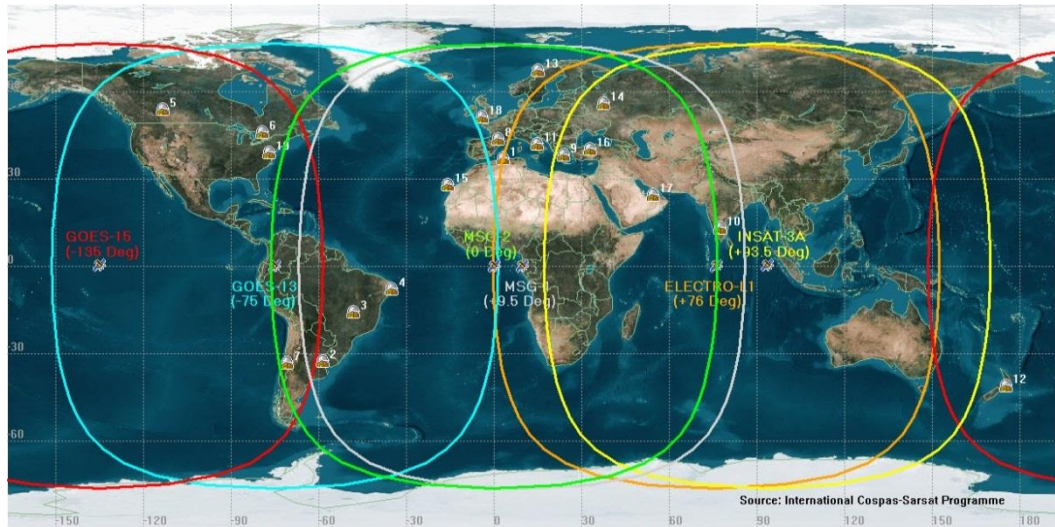 13
14
5
18
6
8
11
16
19
9
1
30
15
17
10
GOES-15
(-135 Deg)
MSG-2
(0 Deg)
INSAT-3A
(+93.5 Deg)
0
GOES-13
(-75 Deg)
MSG-1
(+9.5 Deg)
ELECTRO-L1
(+76 Deg)
4
3
-30
7
2
12
-60
Source: International Cospas-Sarsat Programme
-150 -120 -90 -60 -30 0 30 60 90 120 150 180